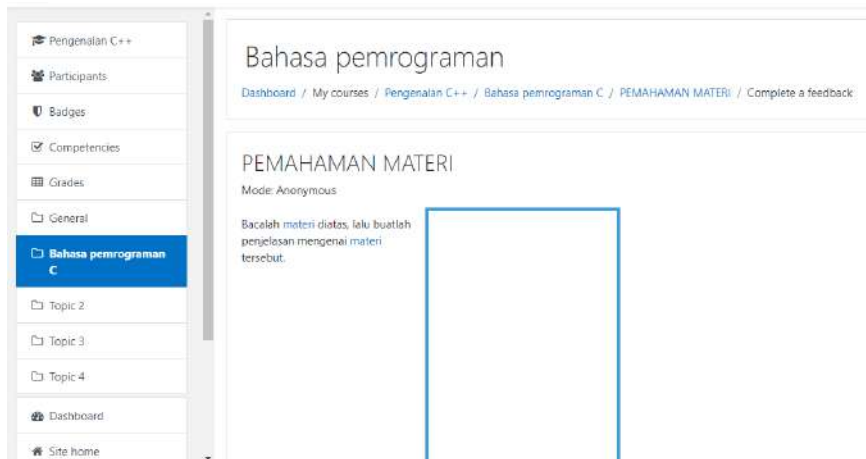 Pengenalan C++
Participants
Badges
Competencies
Grades
General
Bahasa pemrograman
C
Topic 2
Topic 3
Topic 4
Dashboard
Site home
Bahasa pemrograman
Dashboard / My courses / Pengenalan C++ / Bahasa pemrograman C / PEMAHAMAN MATERI / Complete a feedback
PEMAHAMAN MATERI
Mode: Anonymous
Bacalah materi diatas, lalu buatlah
penjelasan mengenai materi
tersebut.